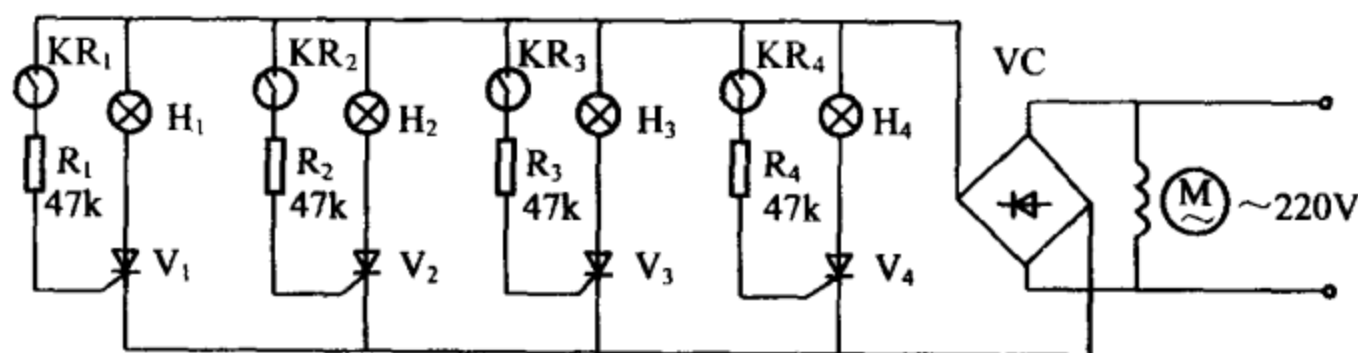 KR₁ H₁ R₁ 47k V₁
KR₂ H₂ R₂ 47k V₂
KR₃ H₃ R₃ 47k V₃
KR₄ H₄ R₄ 47k V₄
VC
M
~
~220V